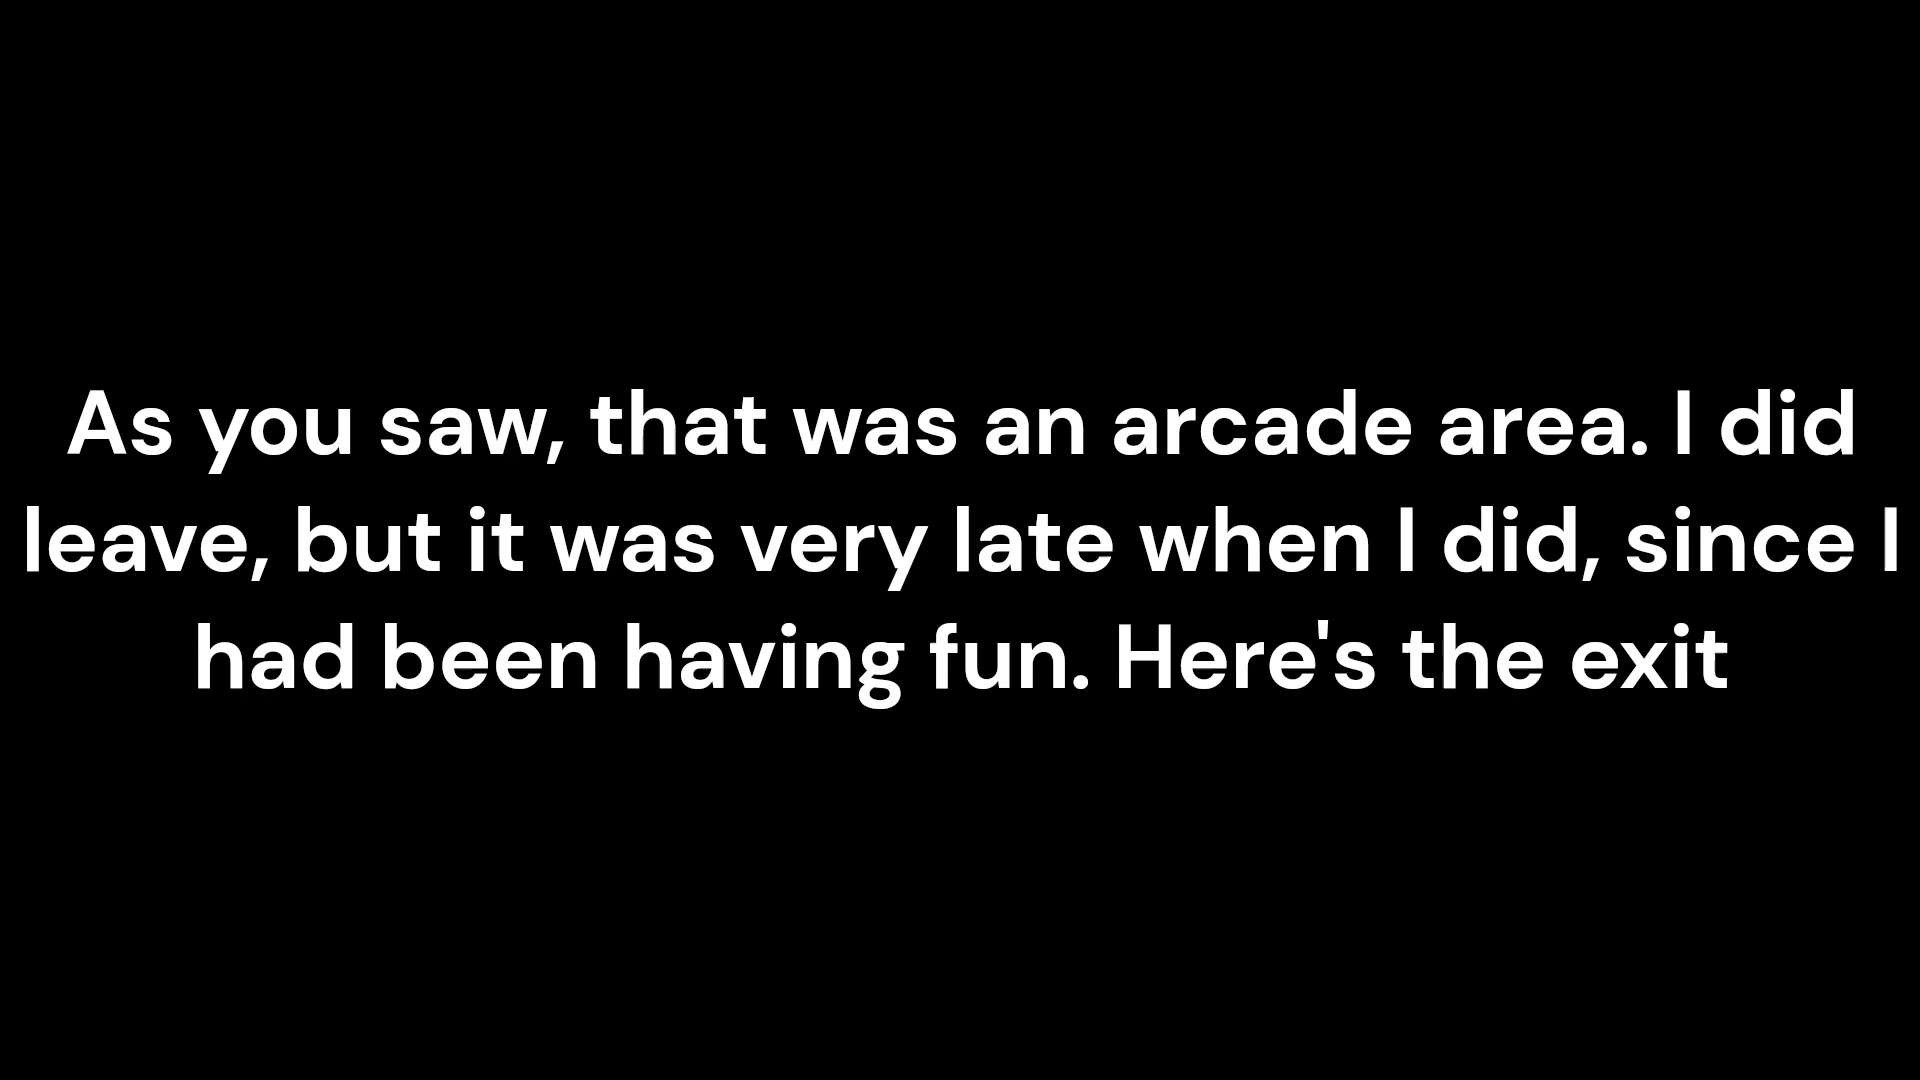 As you saw, that was an arcade area. I did
leave, but it was very late when I did, since I
had been having fun. Here's the exit